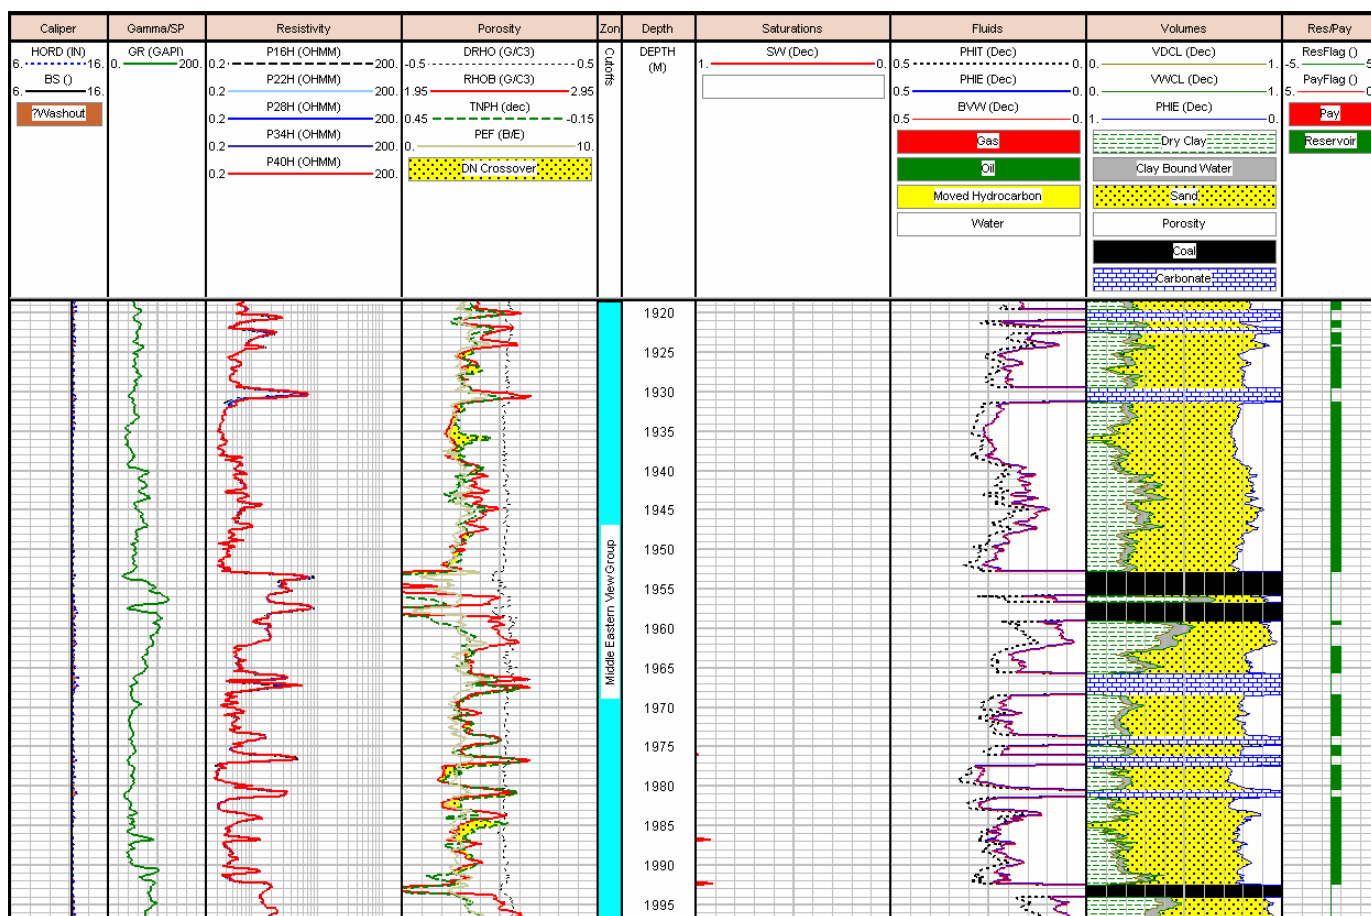 Caliper Gamma/SP Resistivity Porosity Zon Depth Saturations Fluids Volumes Res/Pay
HORD (IN)
6. 16.
BS ()
6. 16.
?Washout
GR (GAPI)
0. 200.
P16H (OHMM)
0.2 200.
P22H (OHMM)
0.2 200.
P28H (OHMM)
0.2 200.
P34H (OHMM)
0.2 200.
P40H (OHMM)
0.2 200.
DRHO (G/C3)
-0.5 0.5
RHOB (G/C3)
1.95 2.95
TNPH (dec)
0.45 -0.15
PEF (B/E)
0. 10.
DN Crossover
Cutoffs
DEPTH
(M)
SW (Dec)
1. 0.
PHIT (Dec)
0.5 0.
PHIE (Dec)
0.5 0.
BVW (Dec)
0.5 0.
Gas
Oil
Moved Hydrocarbon
Water
VDCL (Dec)
0. 1.
VWCL (Dec)
0. 1.
PHIE (Dec)
1. 0.
Dry Clay
Clay Bound Water
Sand
Porosity
Coal
Carbonate
ResFlag ()
-5. 5
PayFlag ()
5. 0
Pay
Reservoir
Middle Eastern View Group
1920
1925
1930
1935
1940
1945
1950
1955
1960
1965
1970
1975
1980
1985
1990
1995